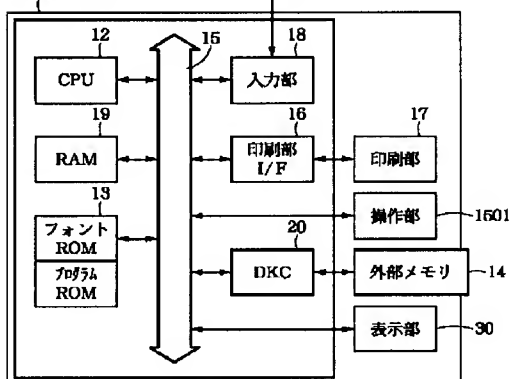 12
CPU
15
18
入力部
19
RAM
16
印刷部
I/F
17
印刷部
13
フォント
ROM
プログラム
ROM
操作部
1501
20
DKC
外部メモリ
14
表示部
30